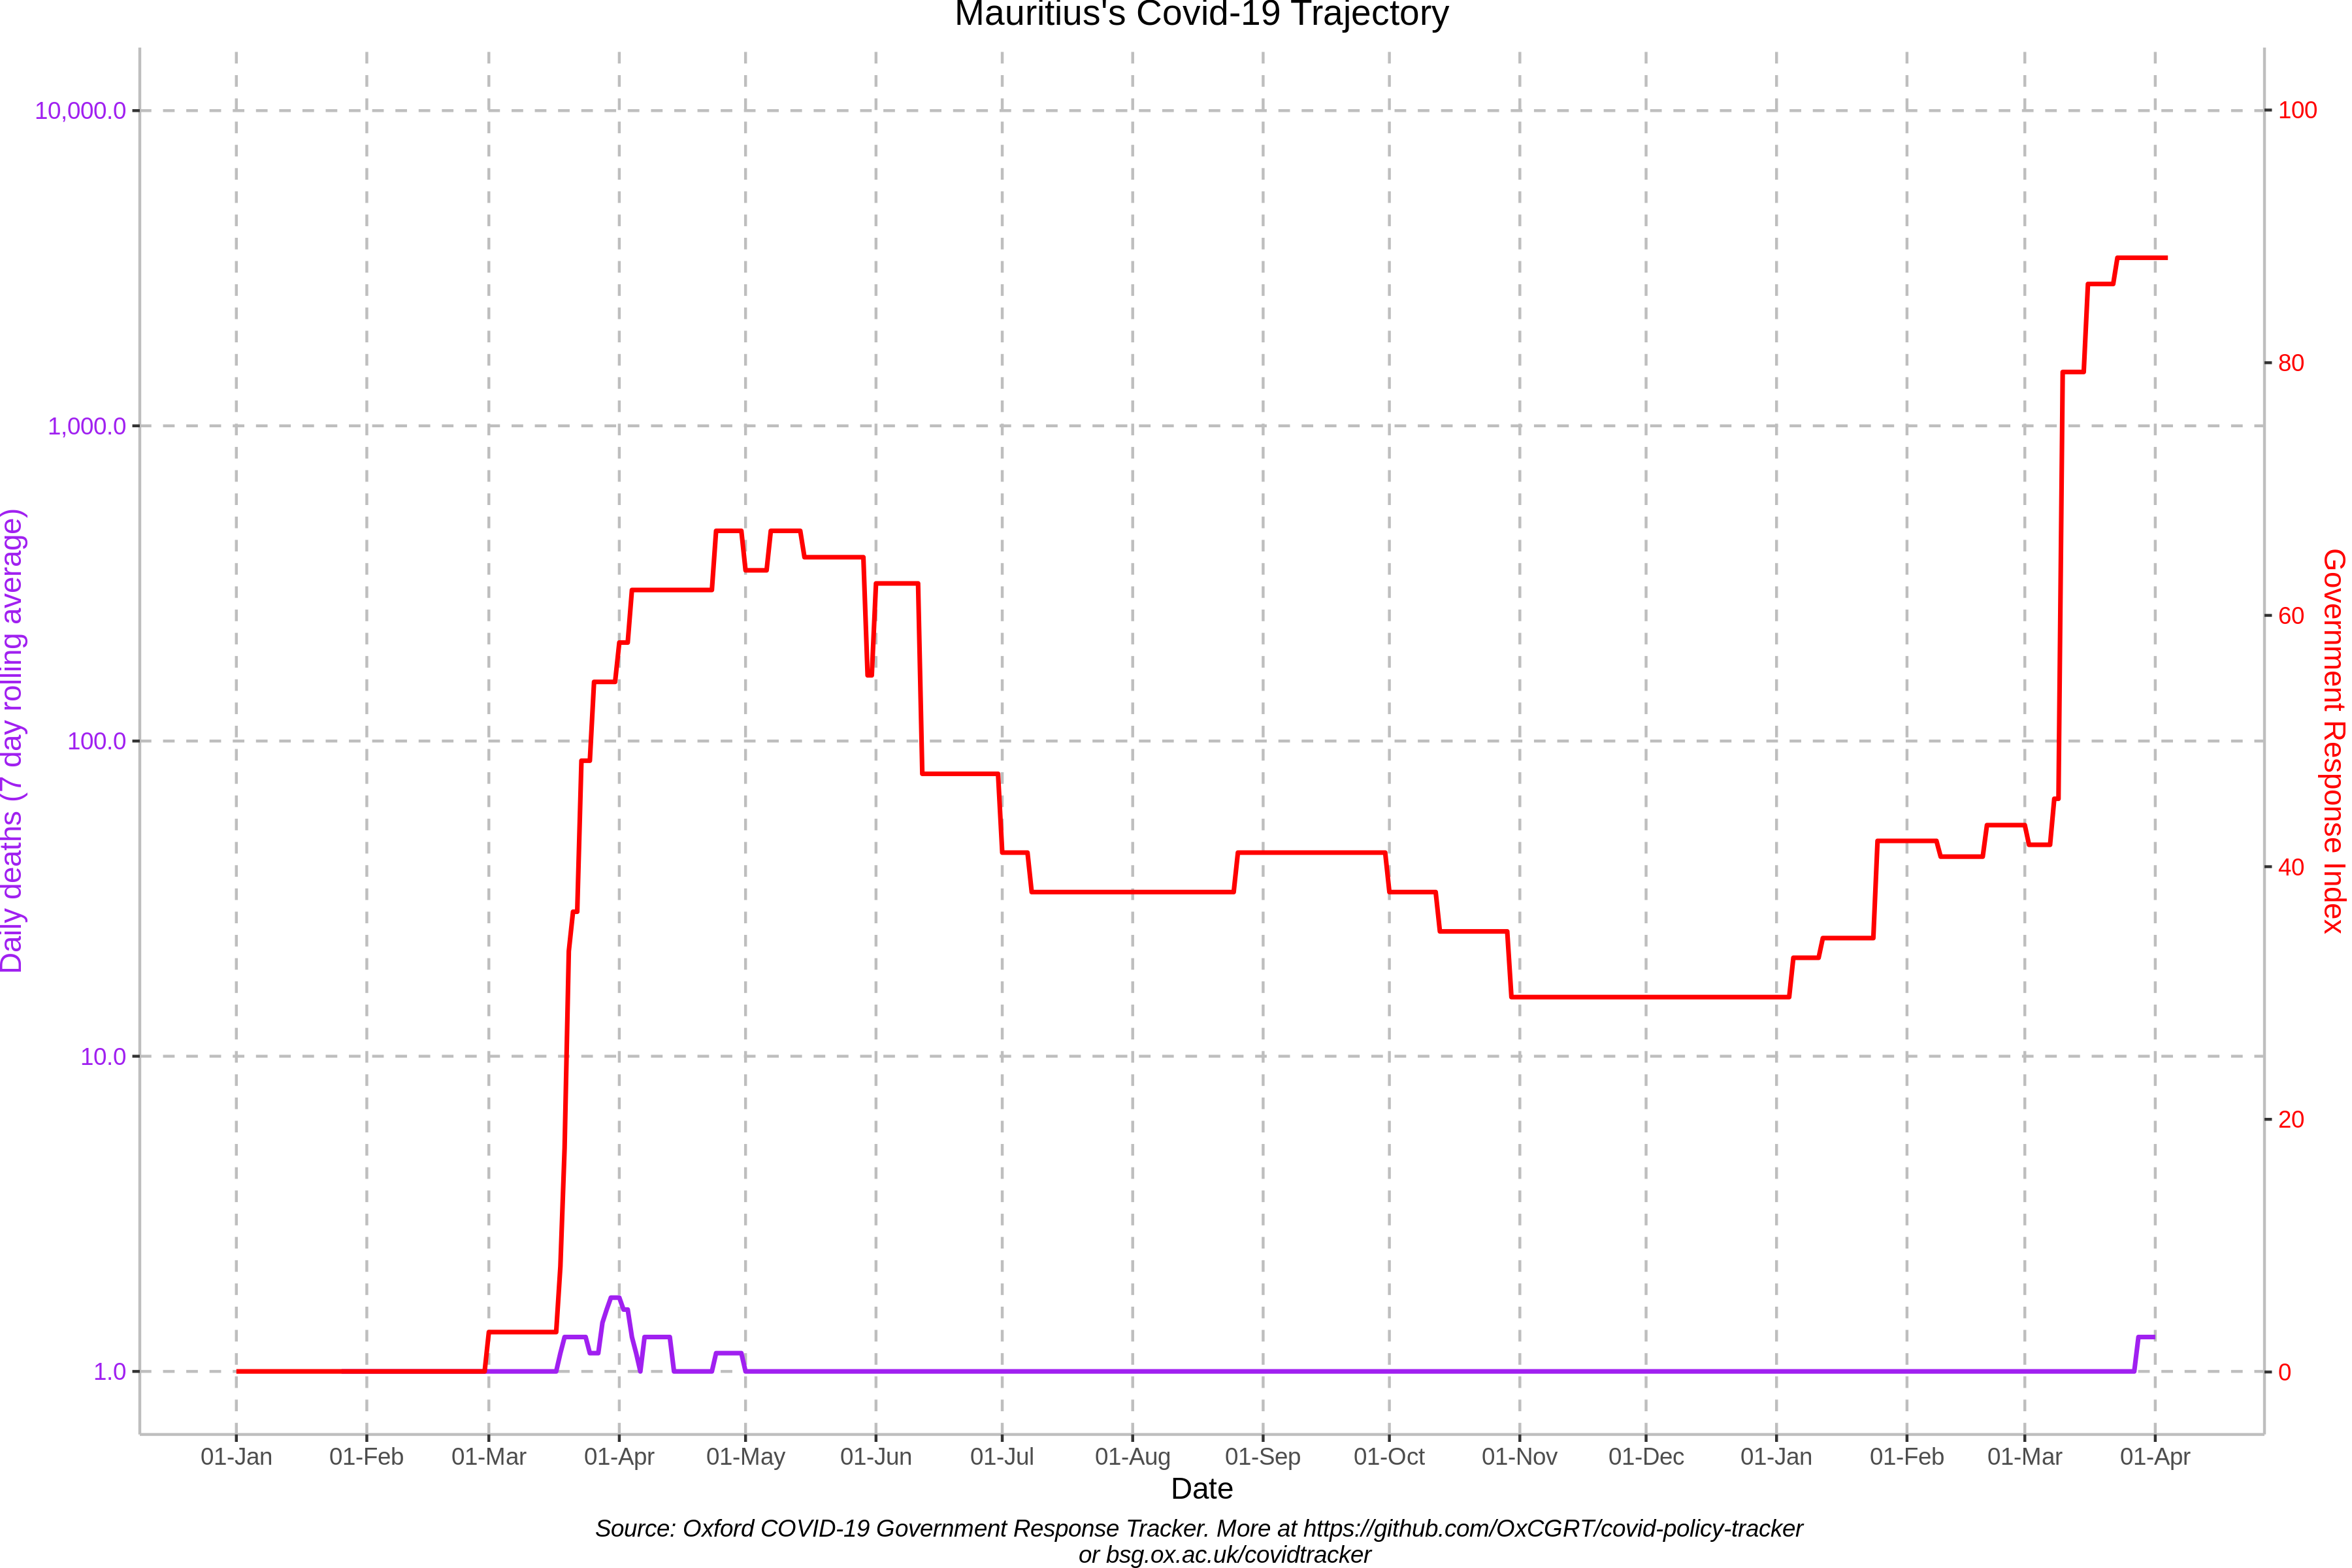 Mauritius's Covid-19 Trajectory
10,000.0
1,000.0
100.0
10.0
1.0
Daily deaths (7 day rolling average)
100
80
60
40
20
0
Government Response Index
01-Jan 01-Feb 01-Mar 01-Apr 01-May 01-Jun 01-Jul 01-Aug 01-Sep 01-Oct 01-Nov 01-Dec 01-Jan 01-Feb 01-Mar 01-Apr
Date
Source: Oxford COVID-19 Government Response Tracker. More at https://github.com/OxCGRT/covid-policy-tracker
or bsg.ox.ac.uk/covidtracker